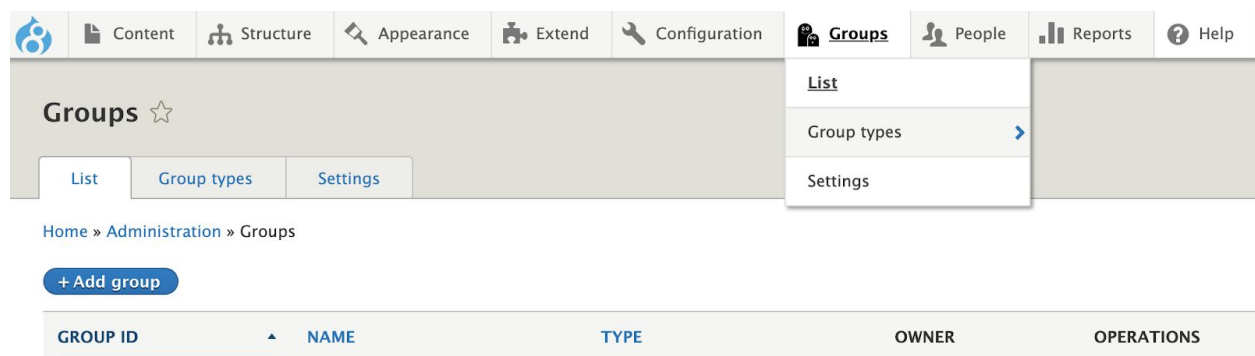 Content Structure Appearance Extend Configuration Groups People Reports Help
List
Group types
Settings
Groups
List Group types Settings
Home » Administration » Groups
+ Add group
GROUP ID NAME TYPE OWNER OPERATIONS